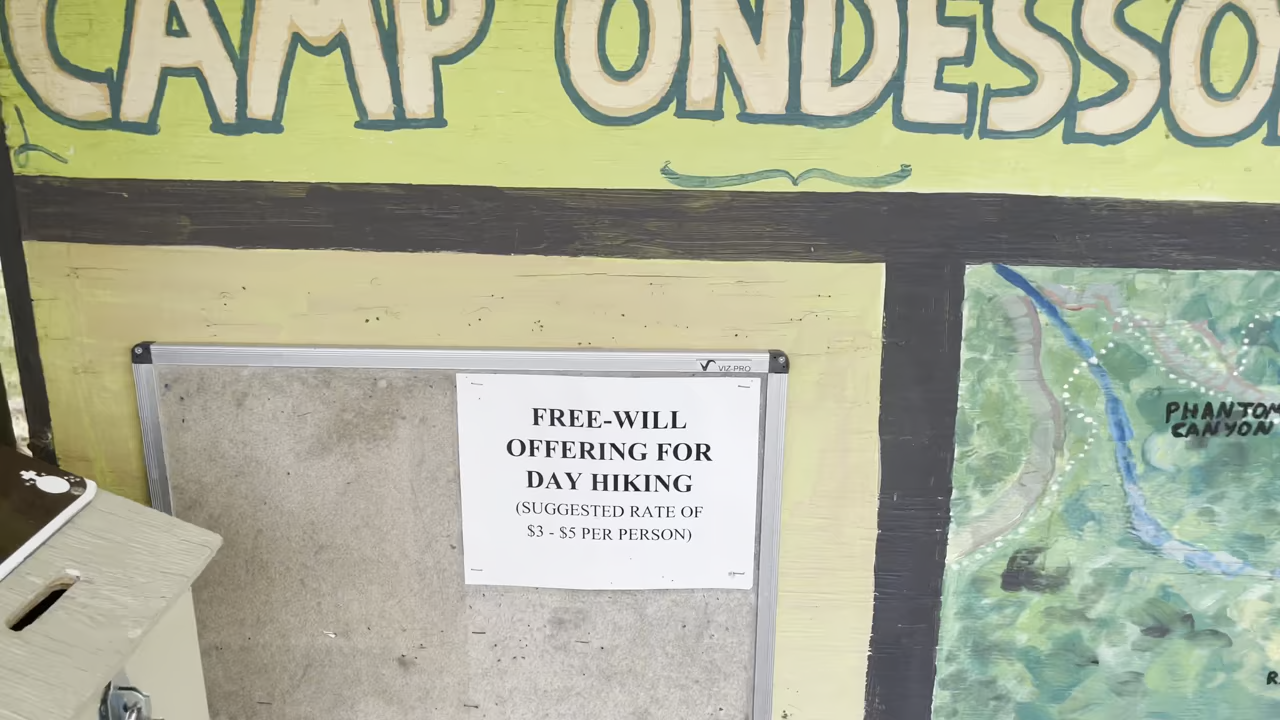 CAMP ONDESSO
VIZ-PRO
FREE-WILL
OFFERING FOR
DAY HIKING
(SUGGESTED RATE OF
$3 - $5 PER PERSON)
PHANTOM
CANYON
R